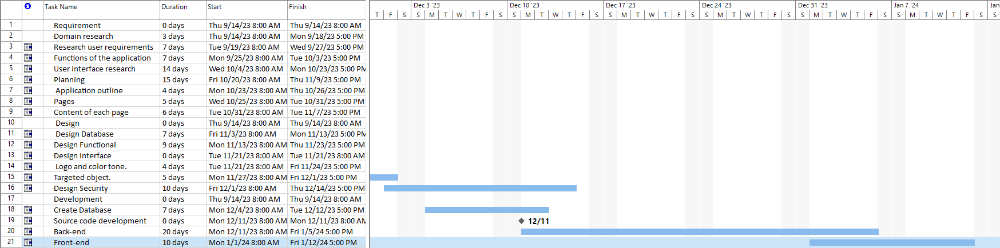 Task Name Duration Start Finish Dec 3 '23 Dec 10 '23 Dec 17 '23 Dec 24 '23 Dec 31 '23 Jan 7 '24 Jan
T F S S M T W T F S S M T W T F S S M T W T F S S M T W T F S S M T W T F S S M T W T F S S
1 Requirement 0 days Thu 9/14/23 8:00 AM Thu 9/14/23 8:00 AM
2 Domain research 3 days Thu 9/14/23 8:00 AM Mon 9/18/23 5:00 PM
3 Research user requirements 7 days Tue 9/19/23 8:00 AM Wed 9/27/23 5:00 PM
4 Functions of the application 7 days Mon 9/25/23 8:00 AM Tue 10/3/23 5:00 PM
5 User interface research 14 days Wed 10/4/23 8:00 AM Mon 10/23/23 5:00 PM
6 Planning 15 days Fri 10/20/23 8:00 AM Thu 11/9/23 5:00 PM
7 Application outline 4 days Mon 10/23/23 8:00 AM Thu 10/26/23 5:00 PM
8 Pages 5 days Wed 10/25/23 8:00 AM Tue 10/31/23 5:00 PM
9 Content of each page 6 days Tue 10/31/23 8:00 AM Tue 11/7/23 5:00 PM
10 Design 0 days Thu 9/14/23 8:00 AM Thu 9/14/23 8:00 AM
11 Design Database 7 days Fri 11/3/23 8:00 AM Mon 11/13/23 5:00 PM
12 Design Functional 9 days Mon 11/13/23 8:00 AM Thu 11/23/23 5:00 PM
13 Design Interface 0 days Tue 11/21/23 8:00 AM Tue 11/21/23 8:00 AM
14 Logo and color tone. 4 days Tue 11/21/23 8:00 AM Fri 11/24/23 5:00 PM
15 Targeted object. 5 days Mon 11/27/23 8:00 AM Fri 12/1/23 5:00 PM
16 Design Security 10 days Fri 12/1/23 8:00 AM Thu 12/14/23 5:00 PM
17 Development 0 days Thu 9/14/23 8:00 AM Thu 9/14/23 8:00 AM
18 Create Database 7 days Mon 12/4/23 8:00 AM Tue 12/12/23 5:00 PM
19 Source code development 0 days Mon 12/11/23 8:00 AM Mon 12/11/23 8:00 AM 12/11
20 Back-end 20 days Mon 12/11/23 8:00 AM Fri 1/5/24 5:00 PM
21 Front-end 10 days Mon 1/1/24 8:00 AM Fri 1/12/24 5:00 PM